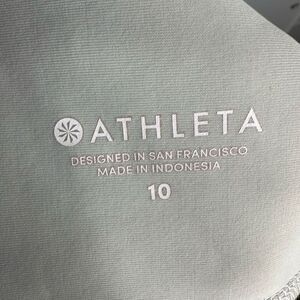 ATHLETA
DESIGNED IN SAN FRANCISCO
MADE IN INDONESIA
10